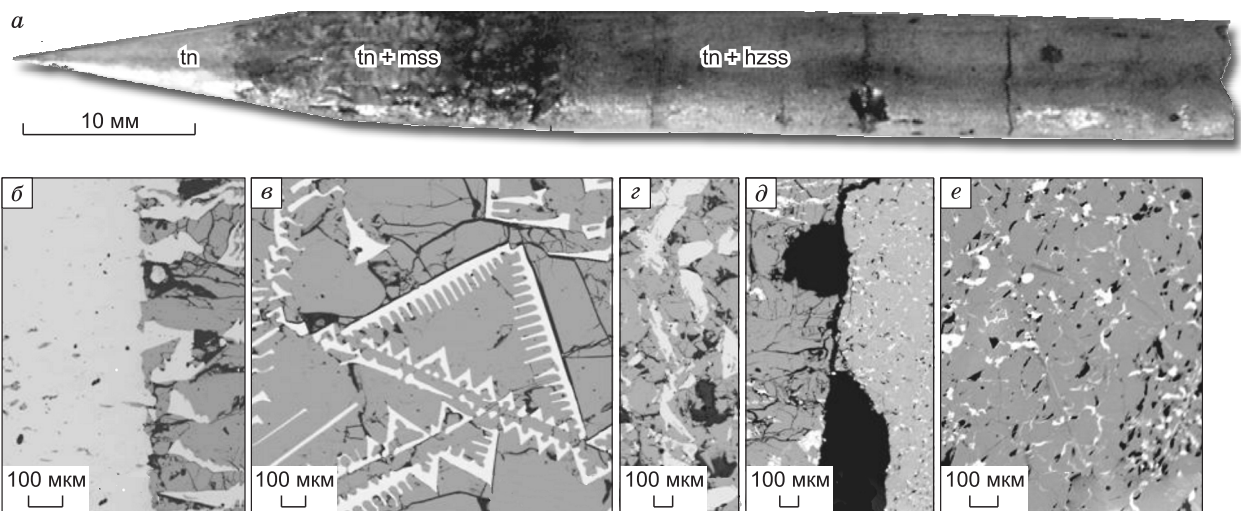 а
tn
tn + mss
tn + hzss
10 мм
б
в
г
д
е
100 мкм
100 мкм
100 мкм
100 мкм
100 мкм